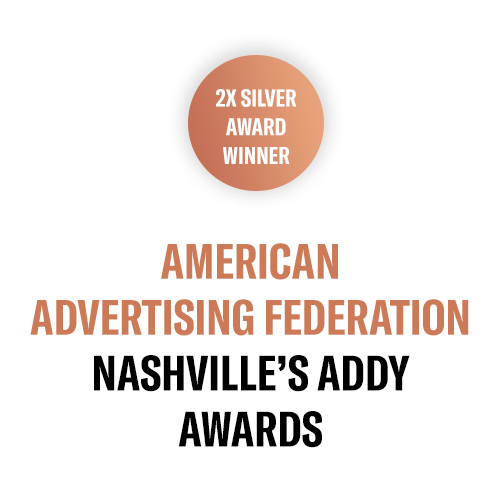 2X SILVER
AWARD
WINNER
AMERICAN
ADVERTISING FEDERATION
NASHVILLE’S ADDY
AWARDS